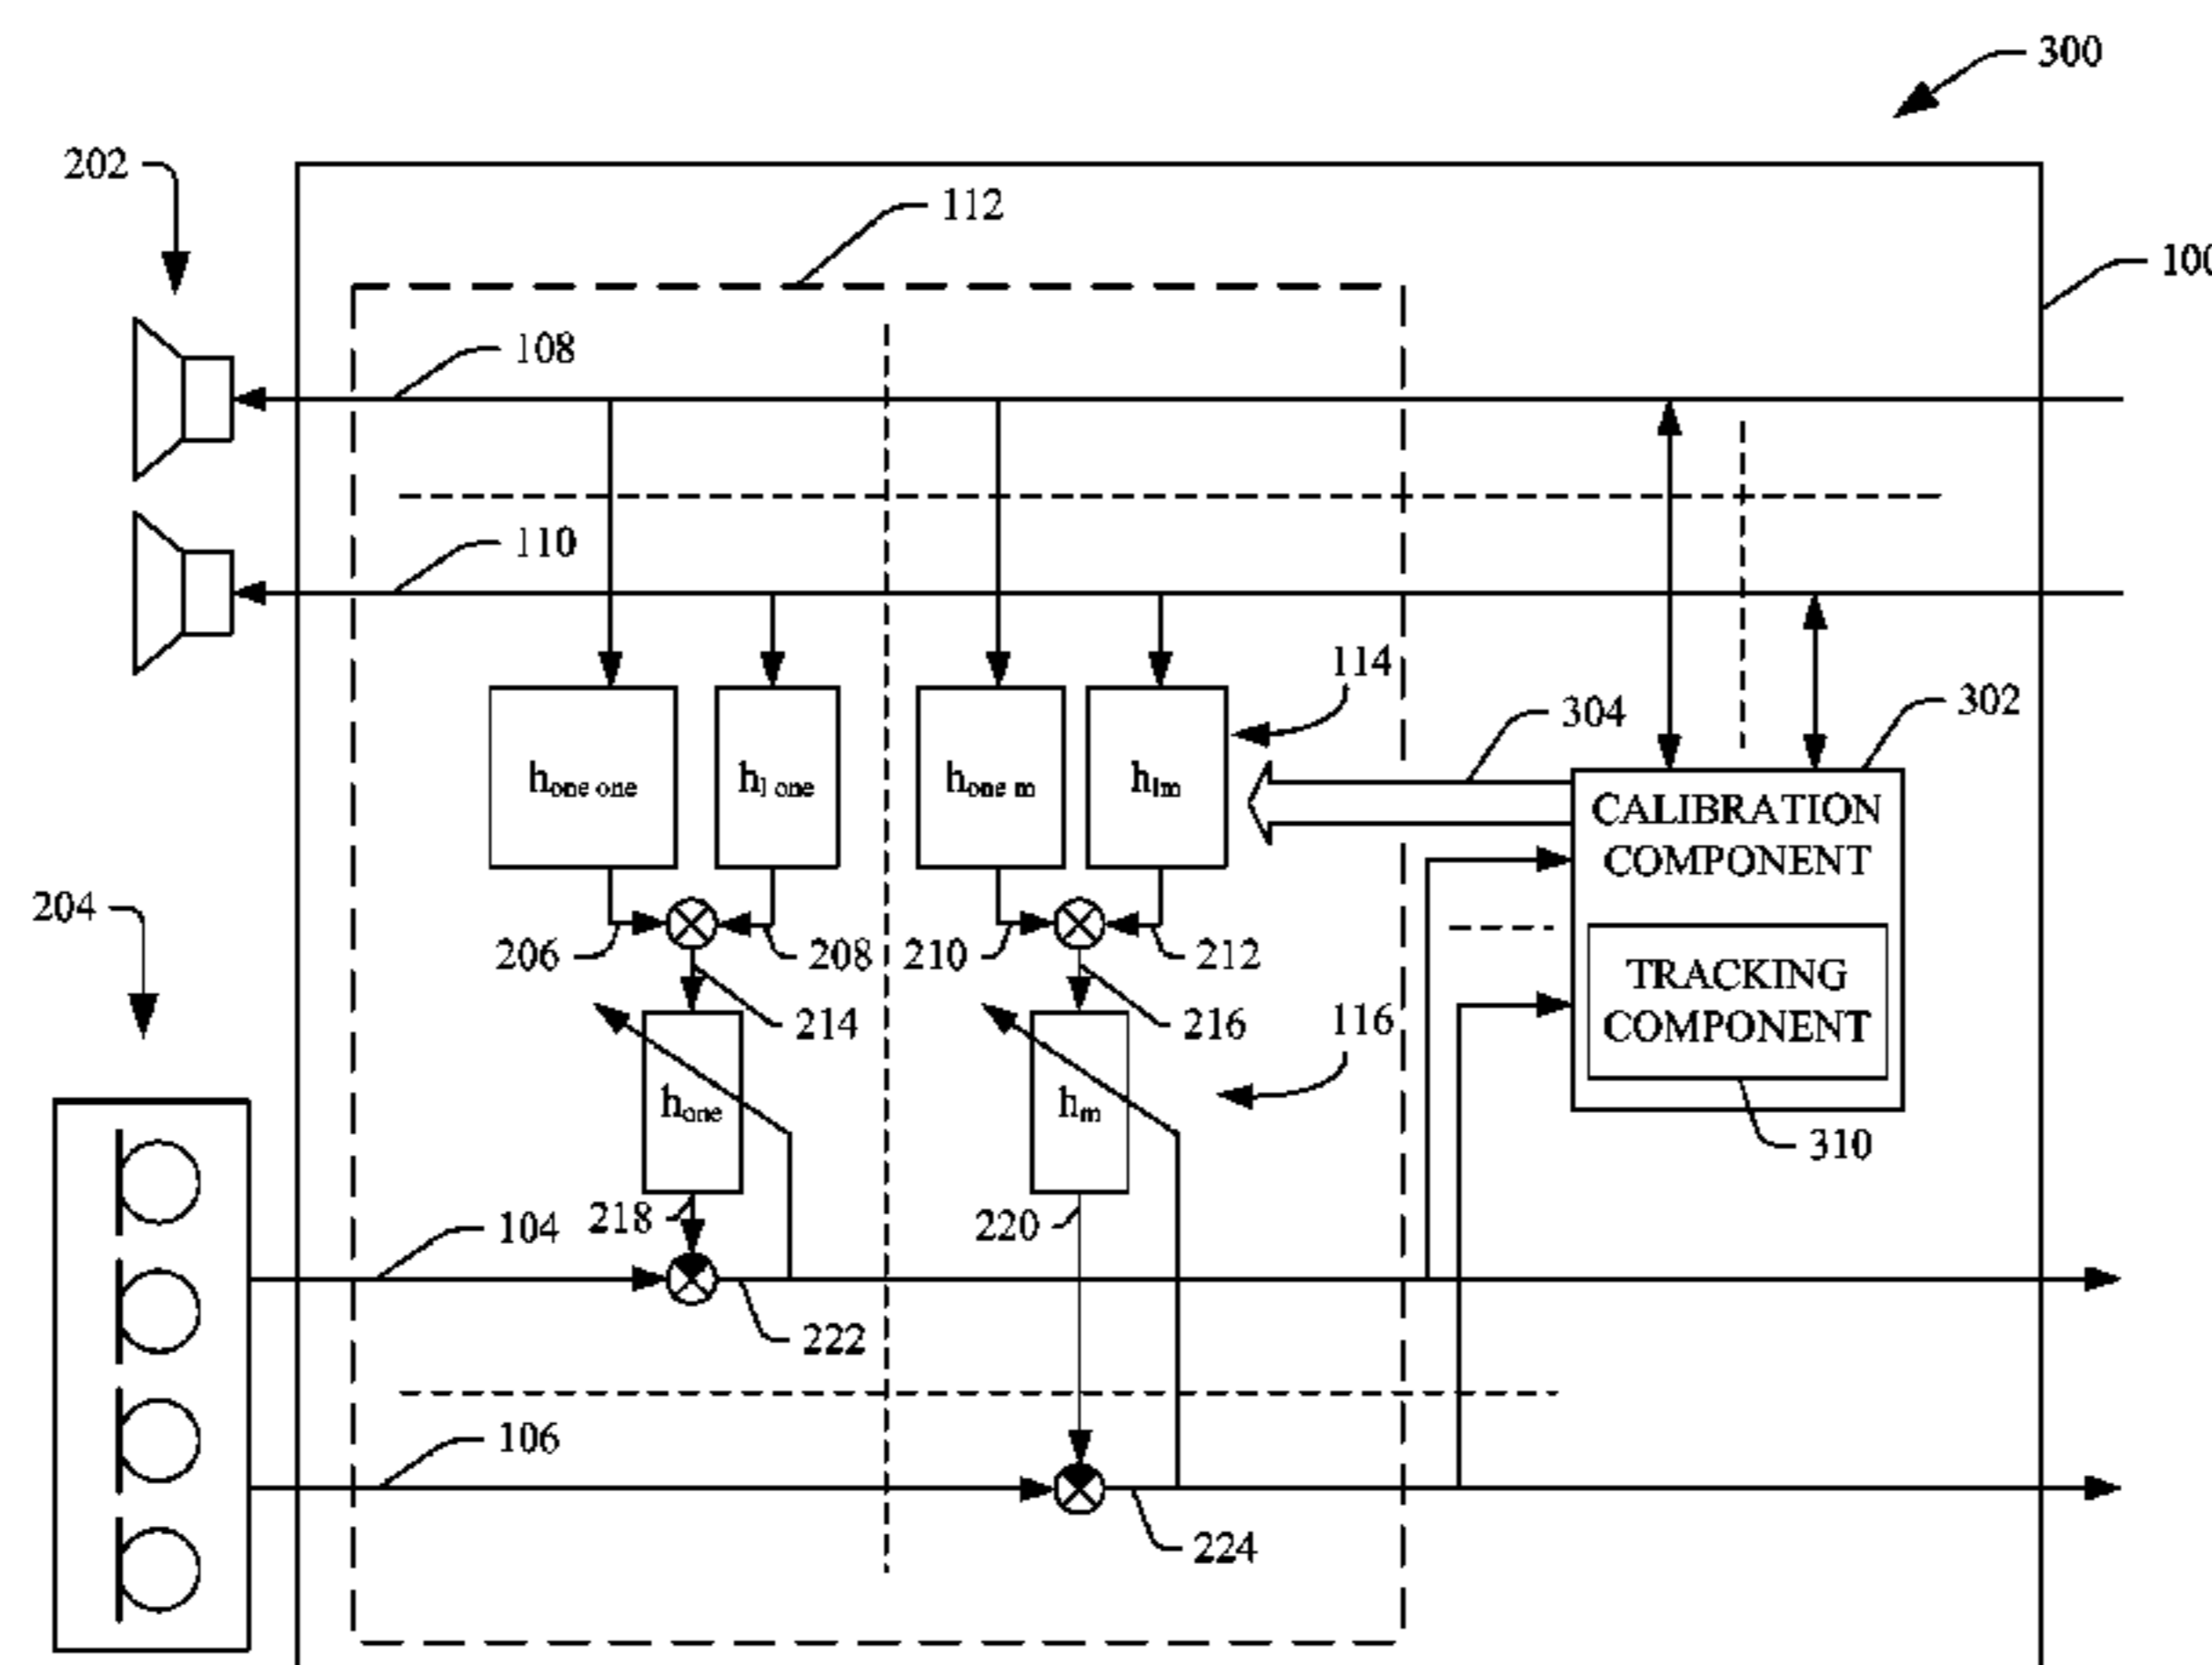 300
202
112
100
108
110
114
304
302
h_one one
h_l one
h_one m
h_lm
CALIBRATION
COMPONENT
204
206
208
210
212
TRACKING
COMPONENT
214
216
116
h_one
h_m
310
218
104
220
222
106
224